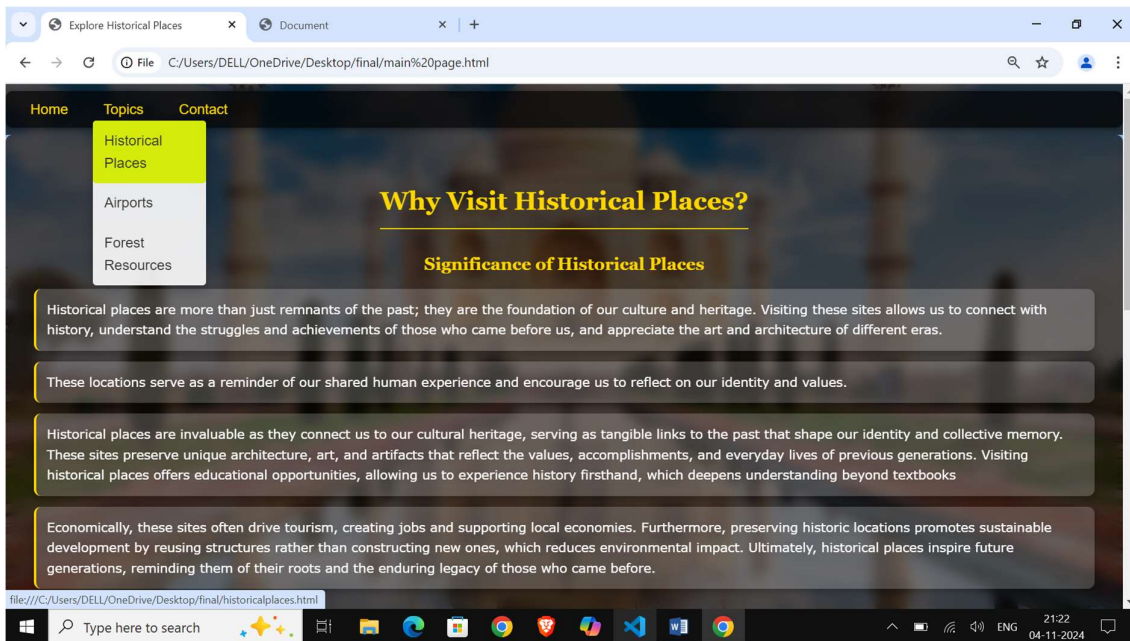 Explore Historical Places
Document
File C:/Users/DELL/OneDrive/Desktop/final/main%20page.html
Home Topics Contact
Historical
Places
Airports
Forest
Resources
Why Visit Historical Places?
Significance of Historical Places
Historical places are more than just remnants of the past; they are the foundation of our culture and heritage. Visiting these sites allows us to connect with
history, understand the struggles and achievements of those who came before us, and appreciate the art and architecture of different eras.
These locations serve as a reminder of our shared human experience and encourage us to reflect on our identity and values.
Historical places are invaluable as they connect us to our cultural heritage, serving as tangible links to the past that shape our identity and collective memory.
These sites preserve unique architecture, art, and artifacts that reflect the values, accomplishments, and everyday lives of previous generations. Visiting
historical places offers educational opportunities, allowing us to experience history firsthand, which deepens understanding beyond textbooks
Economically, these sites often drive tourism, creating jobs and supporting local economies. Furthermore, preserving historic locations promotes sustainable
development by reusing structures rather than constructing new ones, which reduces environmental impact. Ultimately, historical places inspire future
generations, reminding them of their roots and the enduring legacy of those who came before.
file:///C:/Users/DELL/OneDrive/Desktop/final/historicalplaces.html
Type here to search
ENG
21:22
04-11-2024